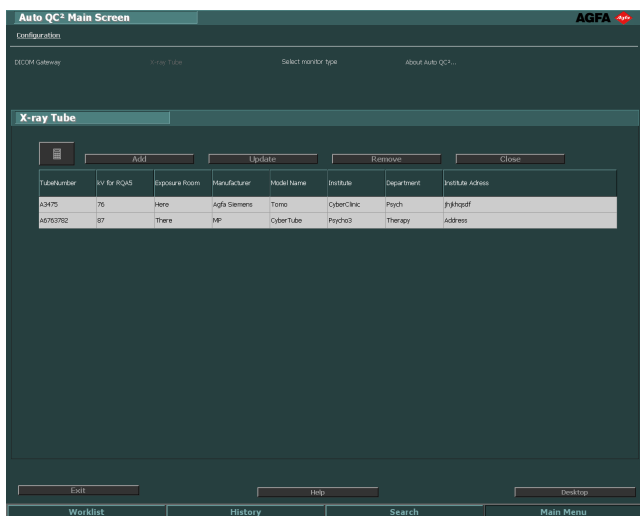 Auto QC² Main Screen
AGFA
Configuration
DICOM Gateway X-ray Tube Select monitor type About Auto QC²...
X-ray Tube
Add Update Remove Close
TubeNumber kV for RQA5 Exposure Room Manufacturer Model Name Institute Department Institute Adress
A3475 76 Here Agfa Siemens Tomo CyberClinic Psych jhjkhqsdf
A6763782 87 There MP CyberTube Psycho3 Therapy Address
Exit Help Desktop
Worklist History Search Main Menu